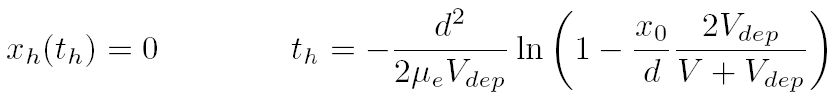 x_h(t_h) = 0    t_h = -\frac{d^2}{2\mu_e V_{dep}} \ln\left(1 - \frac{x_0}{d}\frac{2V_{dep}}{V + V_{dep}}\right)